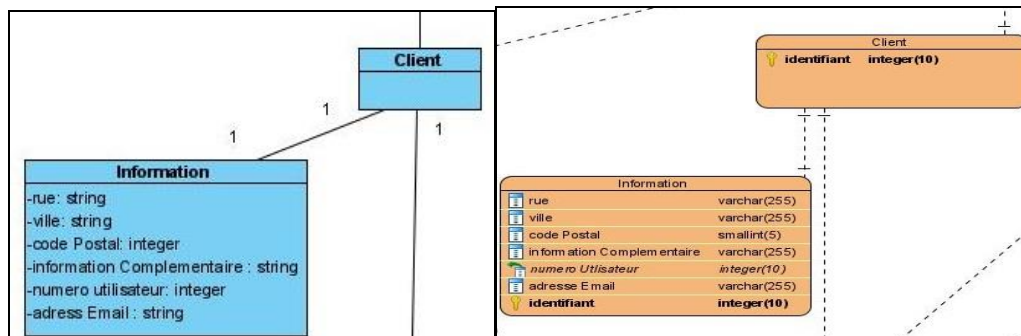 Client
1
1
1
Information
-rue: string
-ville: string
-code Postal: integer
-information Complementaire : string
-numero utilisateur: integer
-adress Email : string
Client
identifiant integer(10)
Information
rue varchar(255)
ville varchar(255)
code Postal smallint(5)
information Complementaire varchar(255)
numero Utlisateur integer(10)
adresse Email varchar(255)
identifiant integer(10)